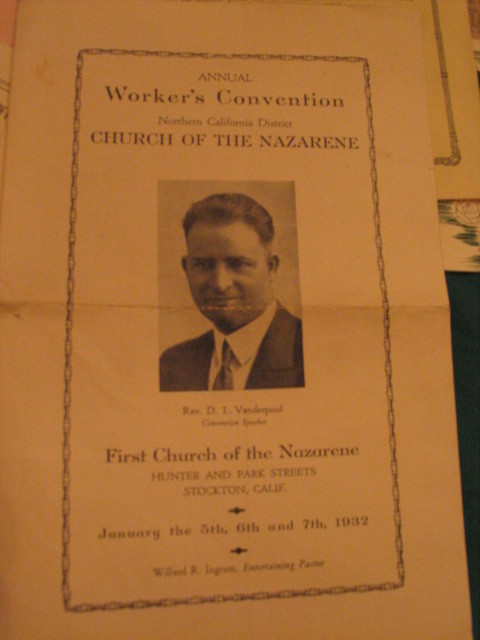 ANNUAL
Worker's Convention
Northern California District
CHURCH OF THE NAZARENE
Rev. D. I. Vanderpool
Convention Speaker
First Church of the Nazarene
HUNTER AND PARK STREETS
STOCKTON, CALIF.
January the 5th, 6th and 7th, 1932
Willard R. Ingram, Entertaining Pastor